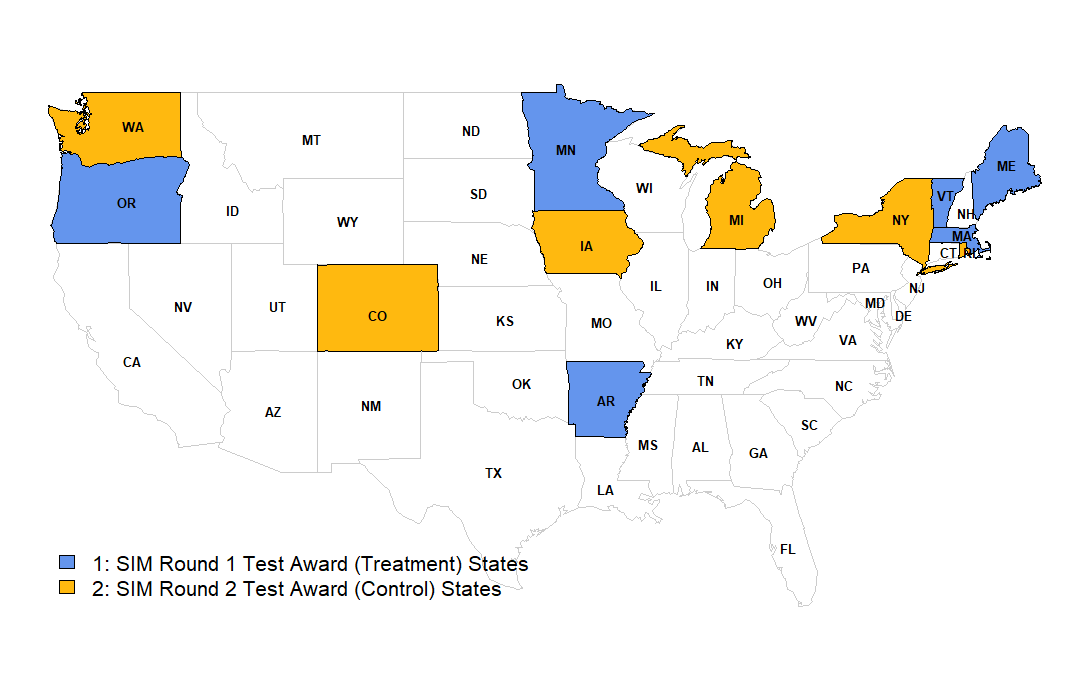 WA
MT
ND
MN
ME
OR
ID
WY
SD
WI
MI
NY
VT
NH
MA
CT
RI
NV
UT
CO
NE
IA
IL
IN
OH
PA
NJ
MD
DE
WV
VA
CA
KS
MO
KY
AZ
NM
OK
AR
TN
NC
SC
TX
LA
MS
AL
GA
FL
1: SIM Round 1 Test Award (Treatment) States
2: SIM Round 2 Test Award (Control) States